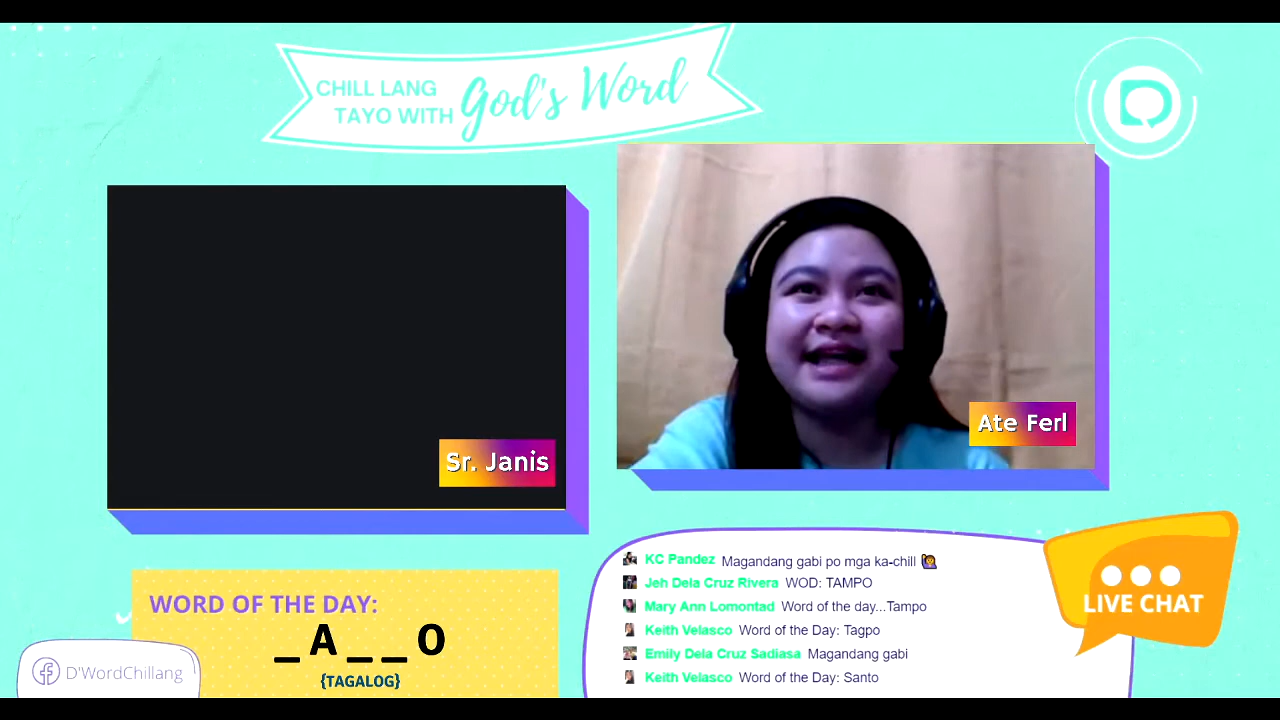 CHILL LANG
TAYO WITH God's Word
Sr. Janis
Ate Ferl
WORD OF THE DAY:
_ A _ _ O
{TAGALOG}
D'WordChillang
KC Pandez Magandang gabi po mga ka-chill 🙋
Jeh Dela Cruz Rivera WOD: TAMPO
Mary Ann Lomontad Word of the day...Tampo
Keith Velasco Word of the Day: Tagpo
Emily Dela Cruz Sadiasa Magandang gabi
Keith Velasco Word of the Day: Santo
LIVE CHAT